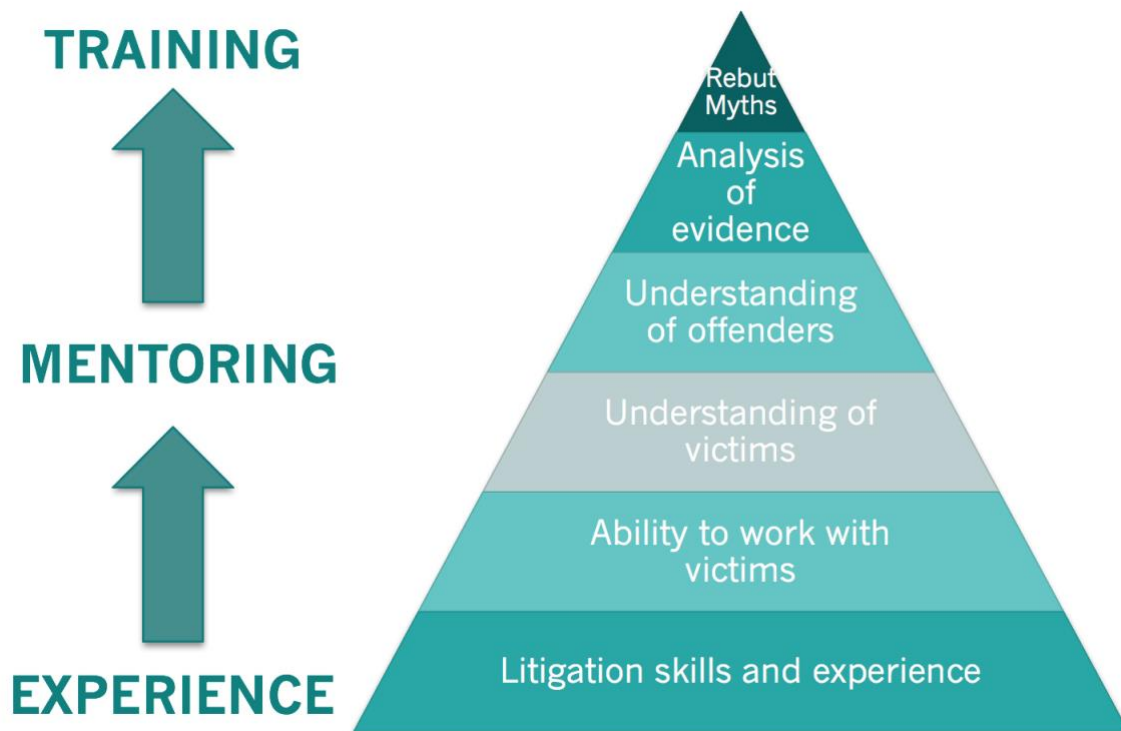 TRAINING
MENTORING
EXPERIENCE
Rebut
Myths
Analysis
of
evidence
Understanding
of offenders
Understanding of
victims
Ability to work with
victims
Litigation skills and experience